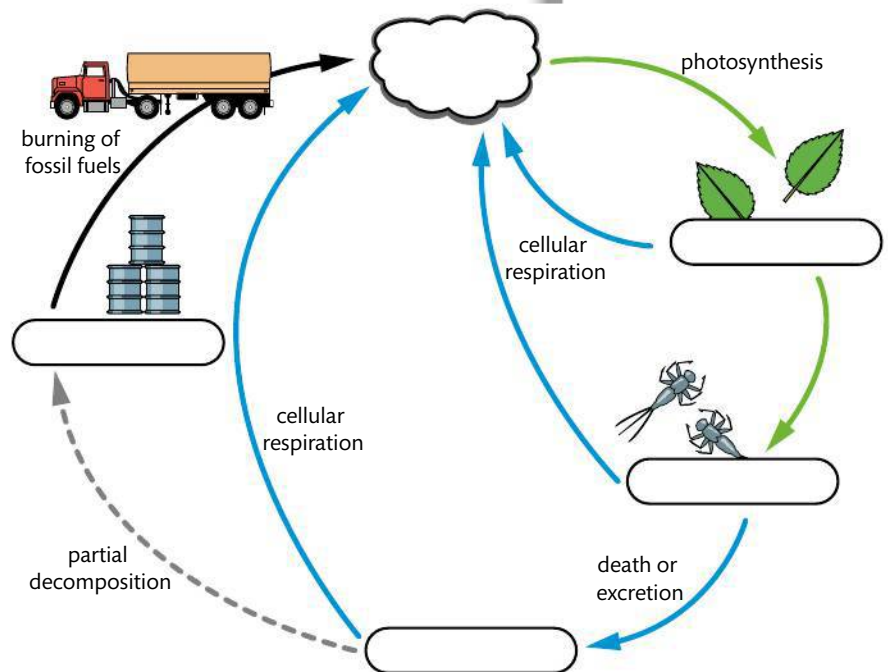 photosynthesis
burning of
fossil fuels
cellular
respiration
cellular
respiration
partial
decomposition
death or
excretion